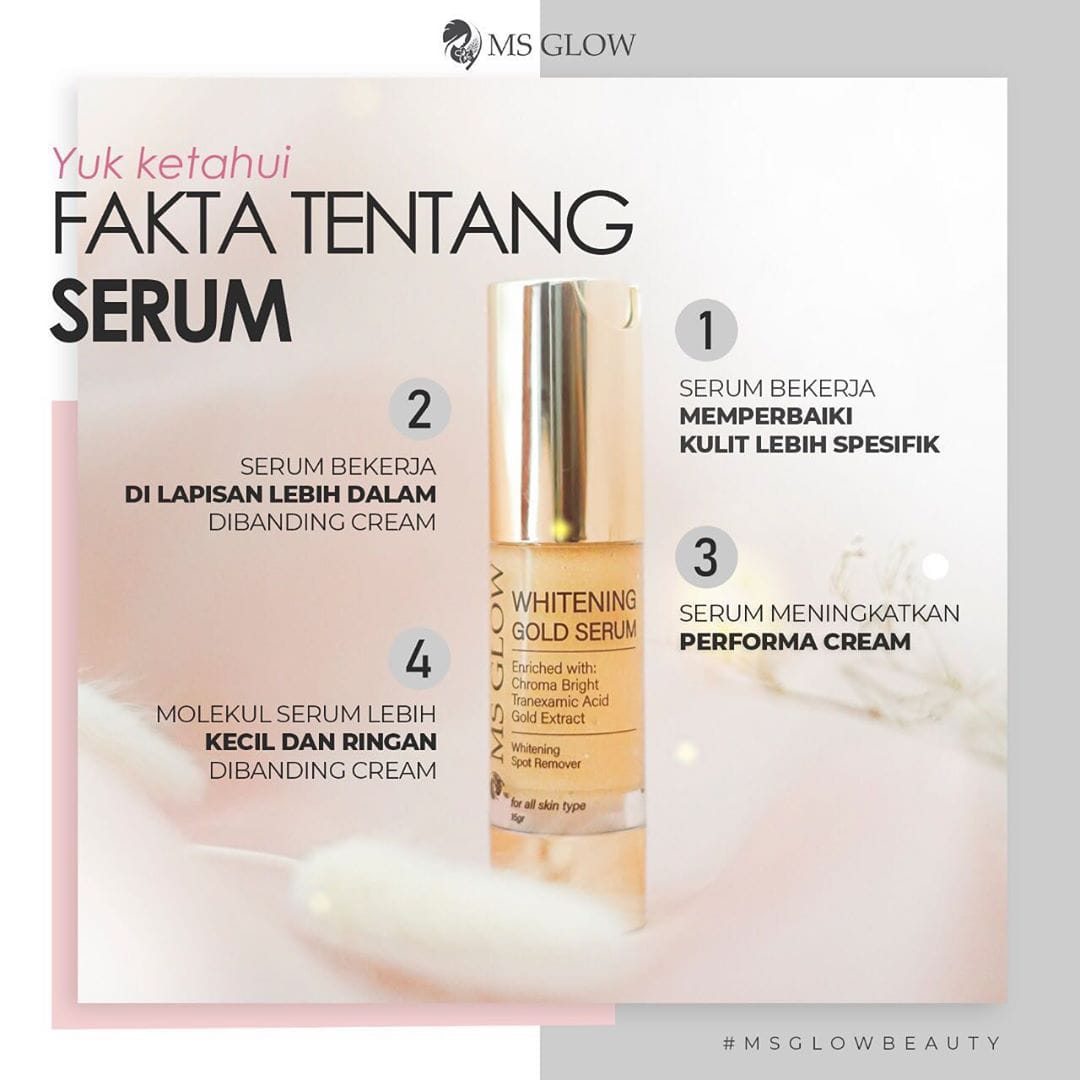 MS GLOW
Yuk ketahui
FAKTA TENTANG
SERUM
1
SERUM BEKERJA
MEMPERBAIKI
KULIT LEBIH SPESIFIK
2
SERUM BEKERJA
DI LAPISAN LEBIH DALAM
DIBANDING CREAM
3
SERUM MENINGKATKAN
PERFORMA CREAM
4
MOLEKUL SERUM LEBIH
KECIL DAN RINGAN
DIBANDING CREAM
MS GLOW
WHITENING
GOLD SERUM
Enriched with:
Chroma Bright
Tranexamic Acid
Gold Extract
Whitening
Spot Remover
for all skin type
15gr
#MSGLOWBEAUTY